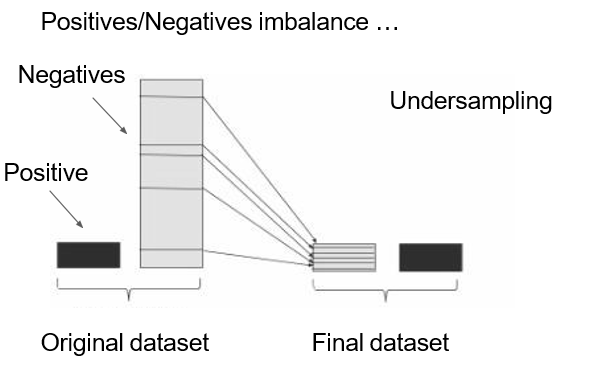 Positives/Negatives imbalance …
Negatives
Undersampling
Positive
Original dataset
Final dataset